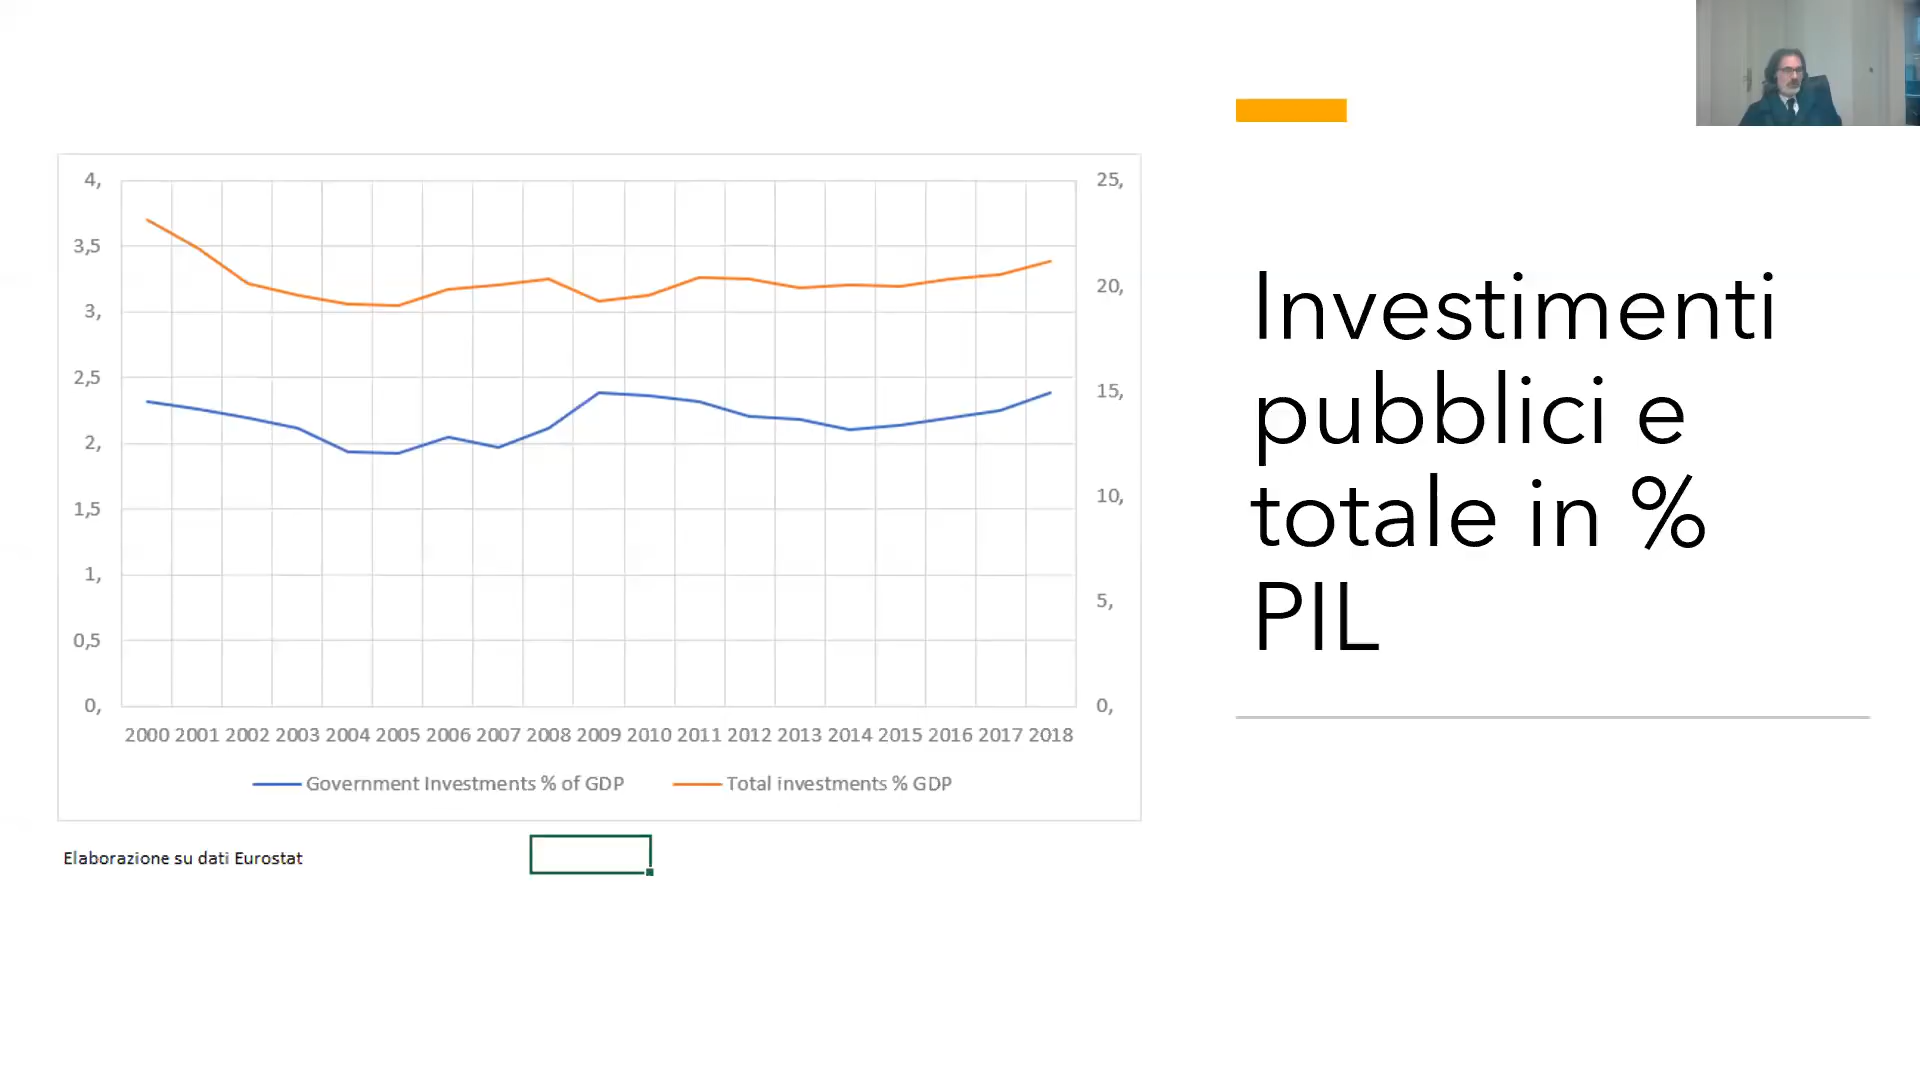 4,
3,5
3,
2,5
2,
1,5
1,
0,5
0,
25,
20,
15,
10,
5,
0,
2000 2001 2002 2003 2004 2005 2006 2007 2008 2009 2010 2011 2012 2013 2014 2015 2016 2017 2018
Government Investments % of GDP
Total investments % GDP
Elaborazione su dati Eurostat
Investimenti
pubblici e
totale in %
PIL